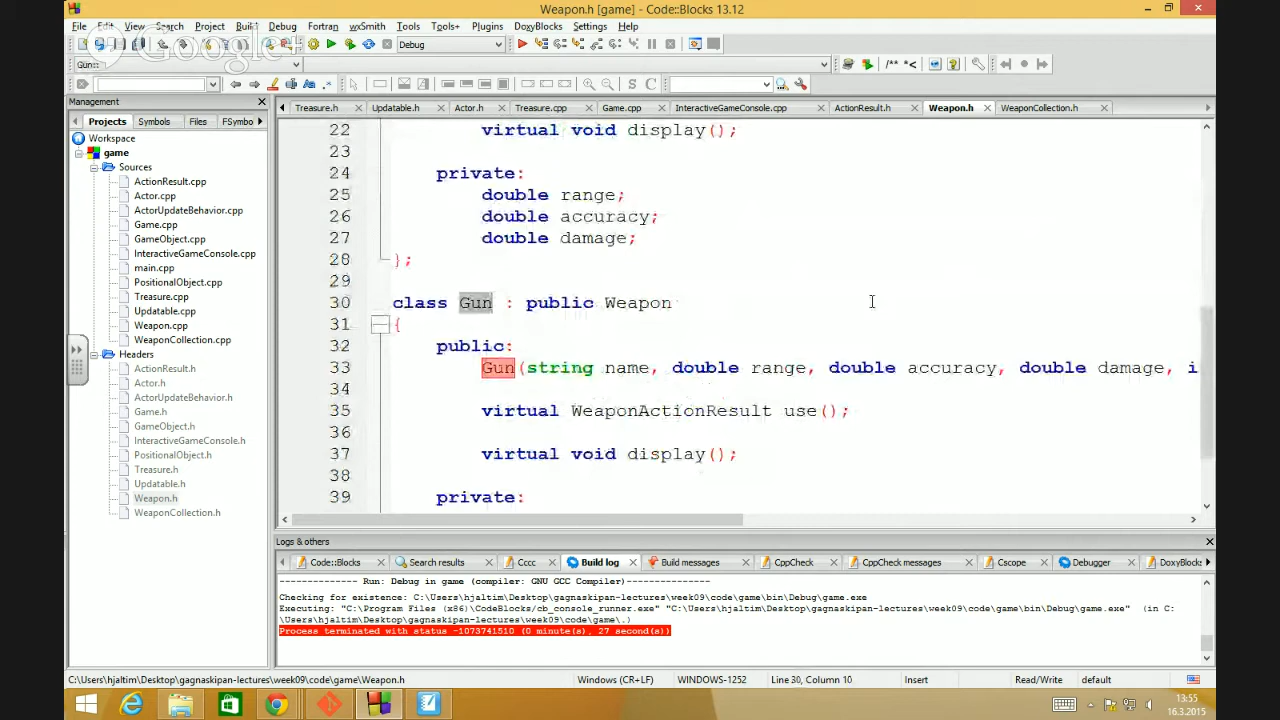 Weapon.h [game] - Code::Blocks 13.12
File Edit View Search Project Build Debug Fortran wxSmith Tools Tools+ Plugins DoxyBlocks Settings Help
Google+
Debug
Gun::
/** *<
S C
Management
Treasure.h Updatable.h Actor.h Treasure.cpp Game.cpp InteractiveGameConsole.cpp ActionResult.h Weapon.h WeaponCollection.h
Projects Symbols Files FSymbo
Workspace
game
Sources
ActionResult.cpp
Actor.cpp
ActorUpdateBehavior.cpp
Game.cpp
GameObject.cpp
InteractiveGameConsole.cpp
main.cpp
PositionalObject.cpp
Treasure.cpp
Updatable.cpp
Weapon.cpp
WeaponCollection.cpp
Headers
ActionResult.h
Actor.h
ActorUpdateBehavior.h
Game.h
GameObject.h
InteractiveGameConsole.h
PositionalObject.h
Treasure.h
Updatable.h
Weapon.h
WeaponCollection.h
22 virtual void display();
23
24 private:
25 double range;
26 double accuracy;
27 double damage;
28 };
29
30 class Gun : public Weapon
31 {
32 public:
33 Gun(string name, double range, double accuracy, double damage, i
34
35 virtual WeaponActionResult use();
36
37 virtual void display();
38
39 private:
Logs & others
Code::Blocks Search results Cccc Build log Build messages CppCheck CppCheck messages Cscope Debugger DoxyBlocks
-------------- Run: Debug in game (compiler: GNU GCC Compiler)---------------
Checking for existence: C:\Users\hjaltim\Desktop\gagnaskipan-lectures\week09\code\game\bin\Debug\game.exe
Executing: "C:\Program Files (x86)\CodeBlocks/cb_console_runner.exe" "C:\Users\hjaltim\Desktop\gagnaskipan-lectures\week09\code\game\bin\Debug\game.exe"  (in C:
\Users\hjaltim\Desktop\gagnaskipan-lectures\week09\code\game\.)
Process terminated with status -1073741510 (0 minute(s), 27 second(s))
C:\Users\hjaltim\Desktop\gagnaskipan-lectures\week09\code\game\Weapon.h Windows (CR+LF) WINDOWS-1252 Line 30, Column 10 Insert Read/Write default
13:55
16.3.2015